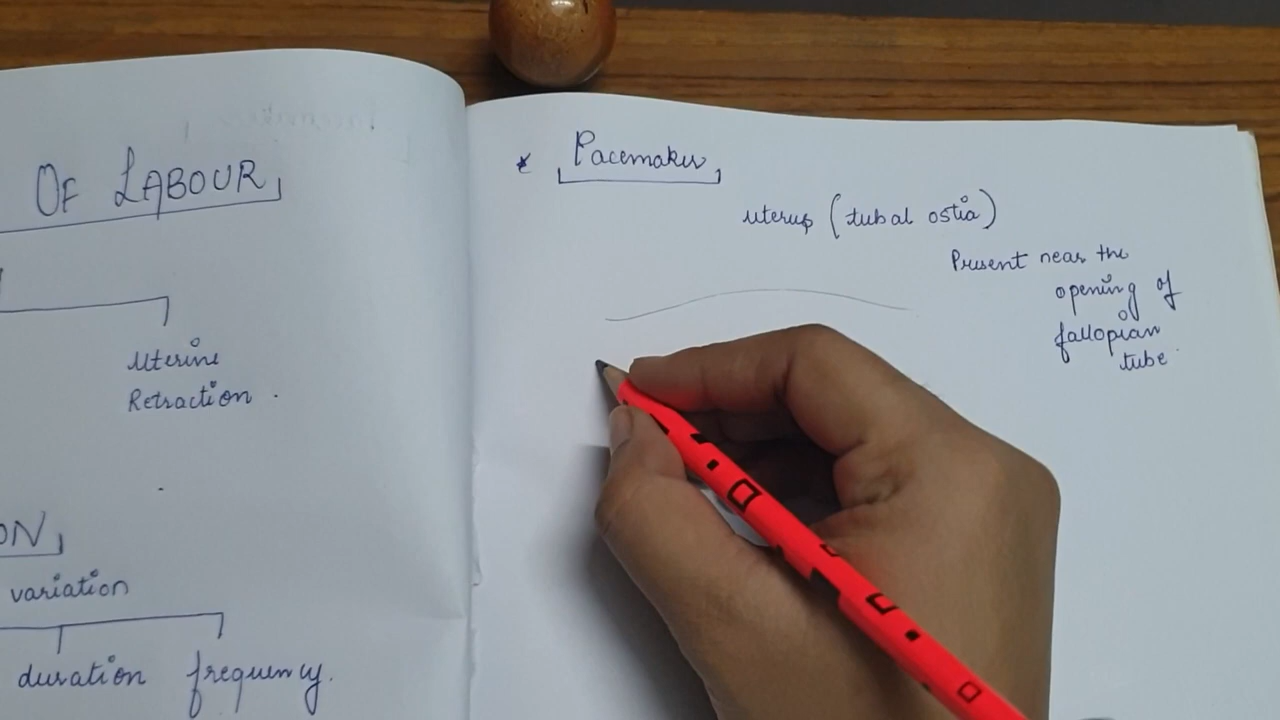 OF LABOUR
Uterine
Retraction.
ON
variation
duration frequency.
* Pacemaker
uterus (tubal ostia)
Present near the
opening of
fallopian
tube.